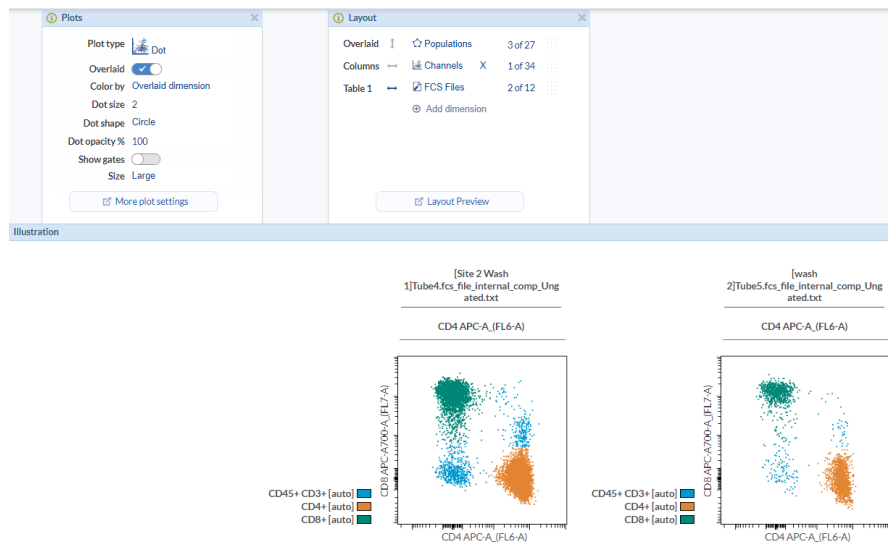 Plots
Plot type Dot
Overlaid
Color by Overlaid dimension
Dot size 2
Dot shape Circle
Dot opacity % 100
Show gates
Size Large
More plot settings
Layout
Overlaid Populations 3 of 27
Columns Channels X 1 of 34
Table 1 FCS Files 2 of 12
Add dimension
Layout Preview
Illustration
[Site 2 Wash
1]Tube4.fcs_file_internal_comp_Ung
ated.txt
CD4 APC-A_(FL6-A)
CD8 APC-A700-A_(FL7-A)
CD45+ CD3+ [auto]
CD4+ [auto]
CD8+ [auto]
CD4 APC-A_(FL6-A)
[wash
2]Tube5.fcs_file_internal_comp_Ung
ated.txt
CD4 APC-A_(FL6-A)
CD8 APC-A700-A_(FL7-A)
CD45+ CD3+ [auto]
CD4+ [auto]
CD8+ [auto]
CD4 APC-A_(FL6-A)